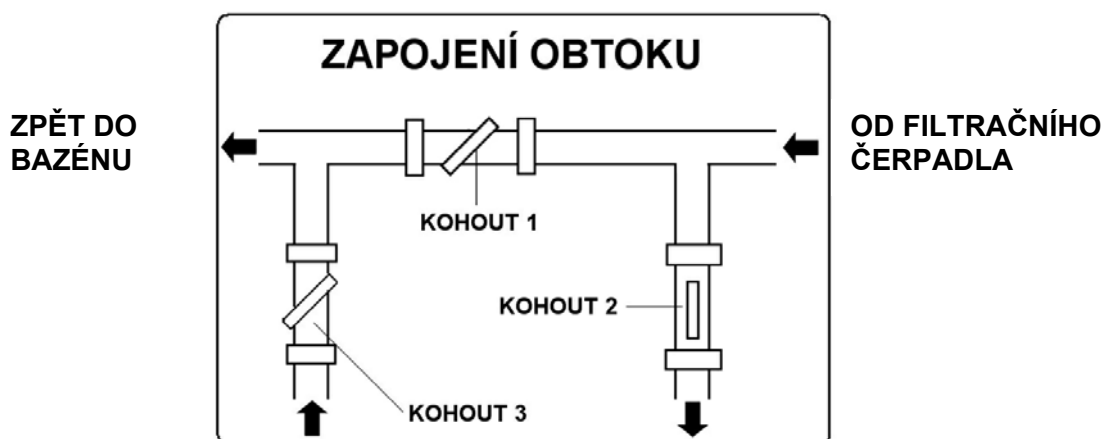 ZAPOJENÍ OBTOKU
ZPĚT DO
BAZÉNU
OD FILTRAČNÍHO
ČERPADLA
KOHOUT 1
KOHOUT 2
KOHOUT 3